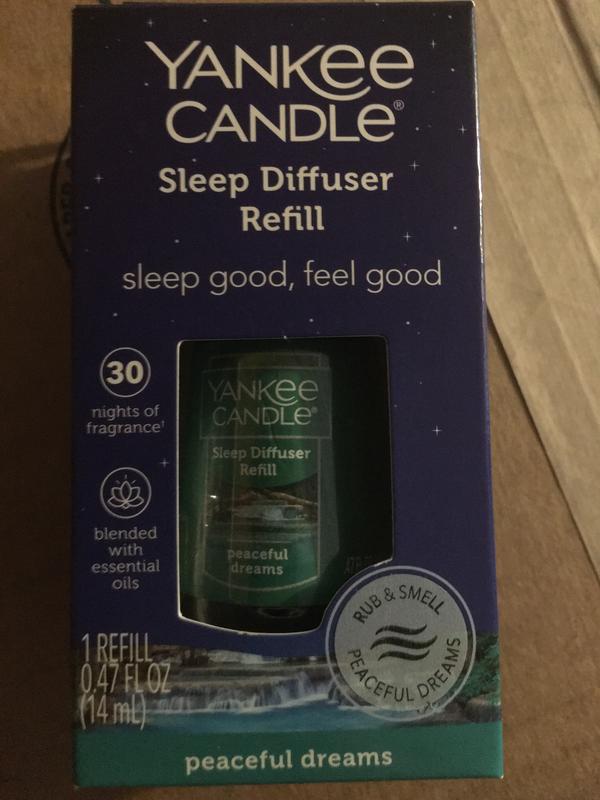 YANKee
CANDLe®
Sleep Diffuser
Refill
sleep good, feel good
30
nights of
fragrance†
blended
with
essential
oils
YANKee
CANDLe®
Sleep Diffuser
Refill
peaceful
dreams
RUB & SMELL
PEACEFUL DREAMS
1 REFILL
0.47 FL OZ
(14 mL)
peaceful dreams